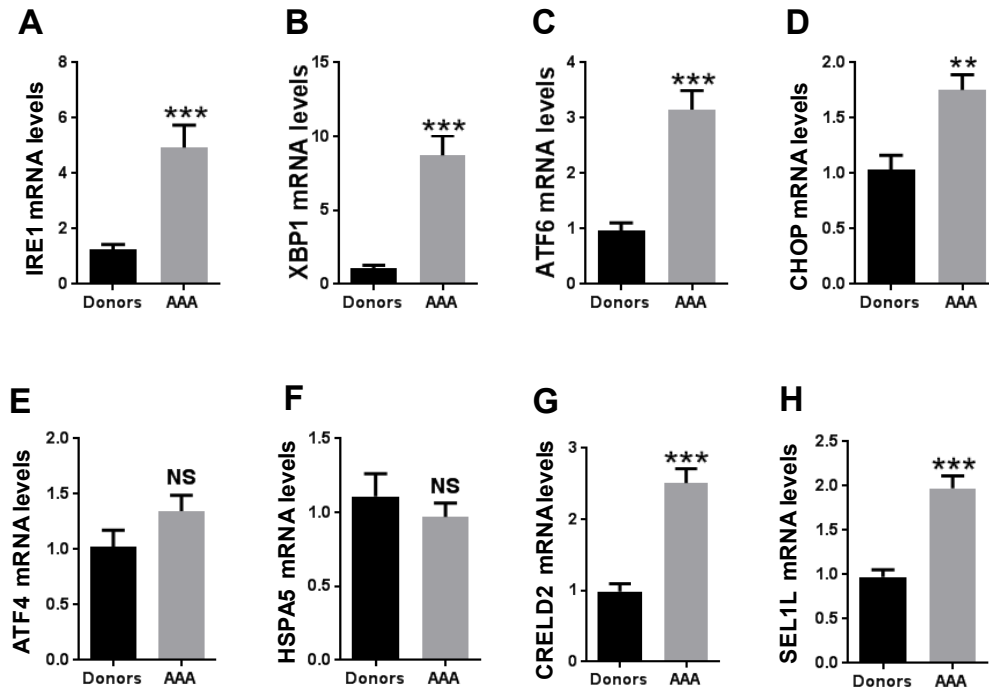 A
IRE1 mRNA levels
8
6
4
2
0
***
Donors AAA
B
XBP1 mRNA levels
15
10
5
0
***
Donors AAA
C
ATF6 mRNA levels
4
3
2
1
0
***
Donors AAA
D
CHOP mRNA levels
2.0
1.5
1.0
0.5
0.0
**
Donors AAA
E
ATF4 mRNA levels
2.0
1.5
1.0
0.5
0.0
NS
Donors AAA
F
HSPA5 mRNA levels
1.5
1.0
0.5
0.0
NS
Donors AAA
G
CRELD2 mRNA levels
3
2
1
0
***
Donors AAA
H
SEL1L mRNA levels
2.5
2.0
1.5
1.0
0.5
0.0
***
Donors AAA